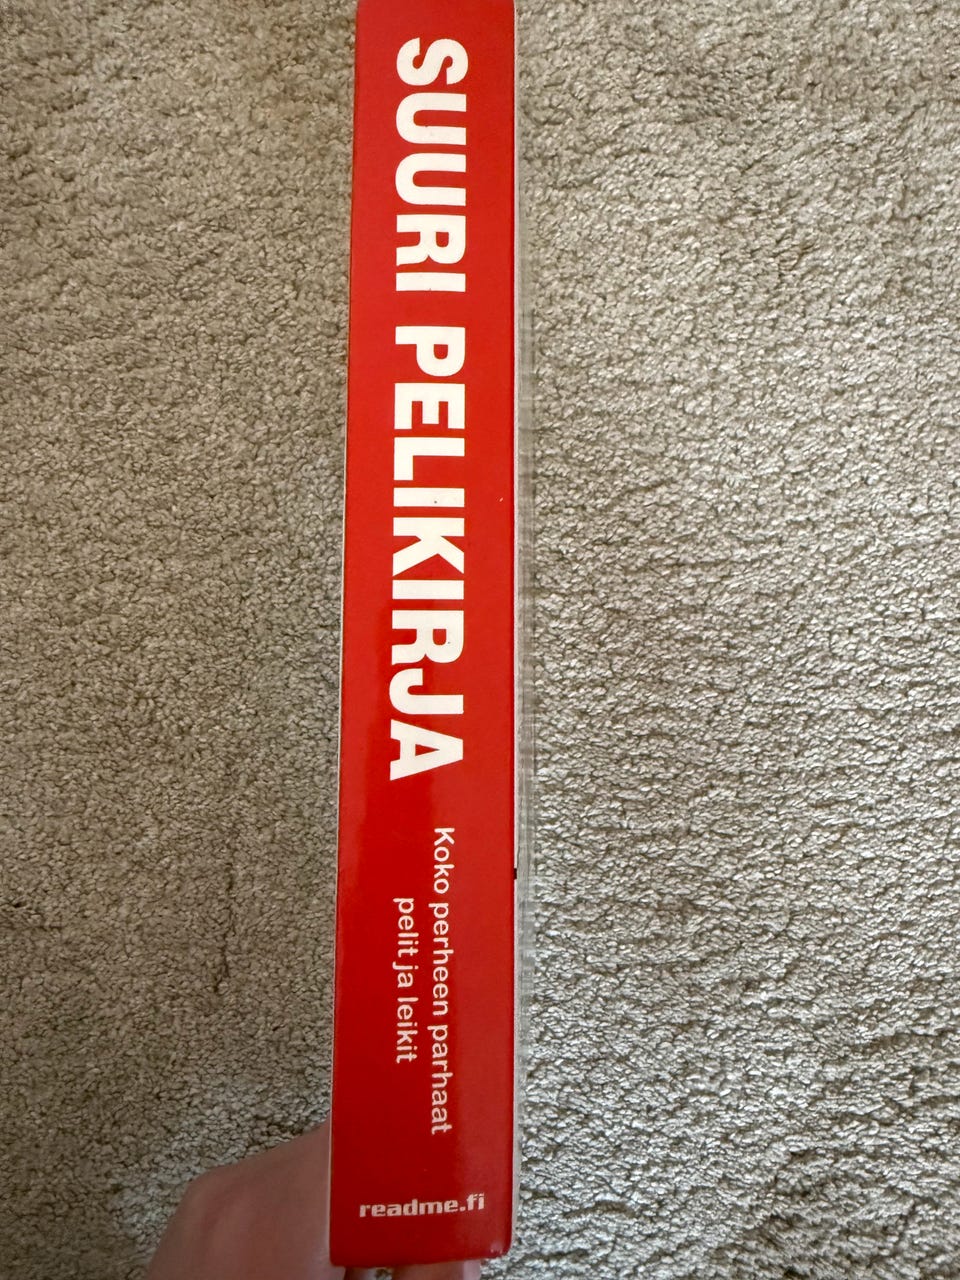 SUURI PELIKIRJA
Koko perheen parhaat
pelit ja leikit
readme.fi